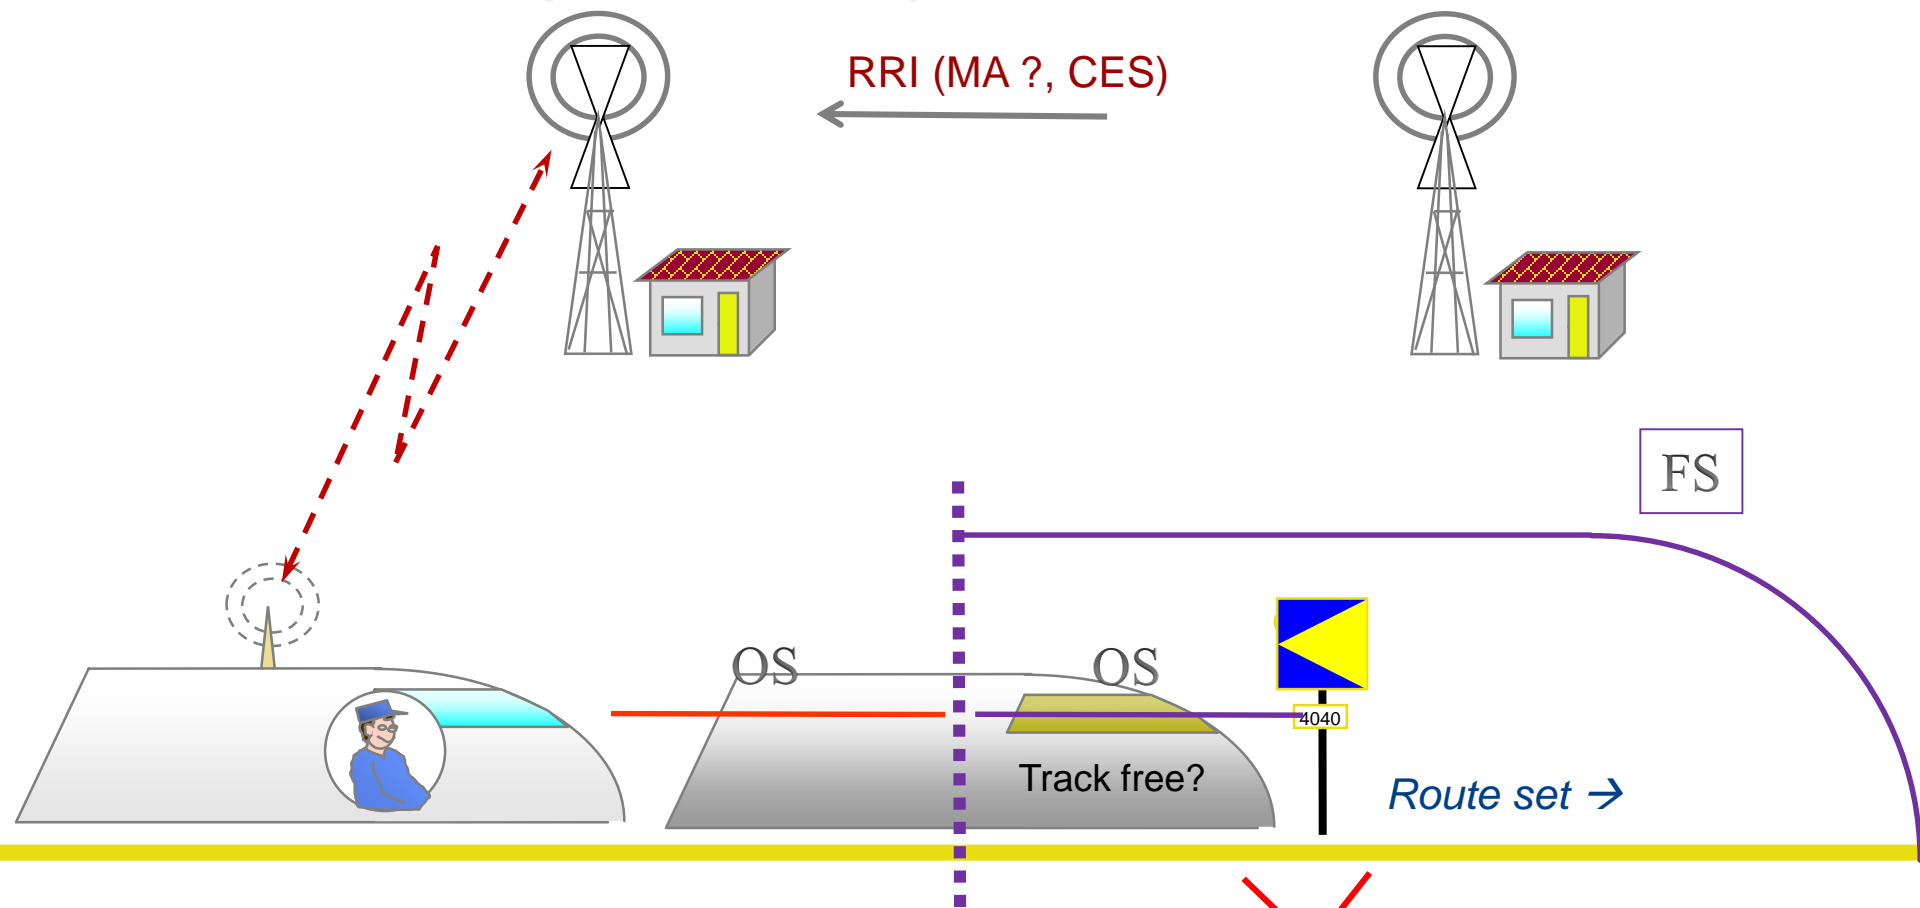 RRI (MA ?, CES)
FS
OS
OS
4040
Track free?
Route set →